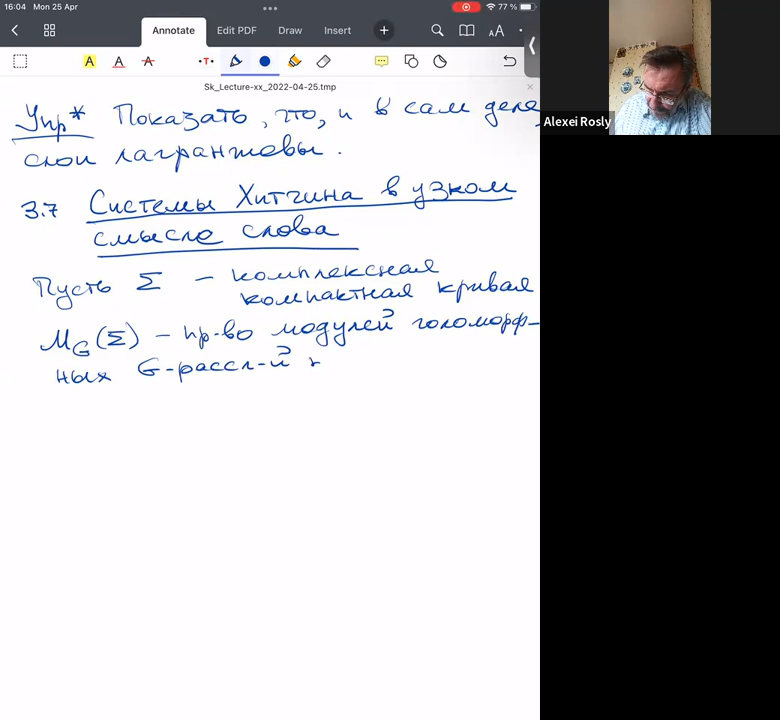 16:04 Mon 25 Apr
77 %
Annotate
Edit PDF
Draw
Insert
Sk_Lecture-xx_2022-04-25.tmp
Упр* Показать, что, и в сам деле,
слои лагранжовы.
3.7 Системы Хитчина в узком
смысле слова
Пусть Σ – комплексная
компактная кривая
M_G(Σ) – пр-во модулей голоморф-
ных G-рассл-й
Alexei Rosly